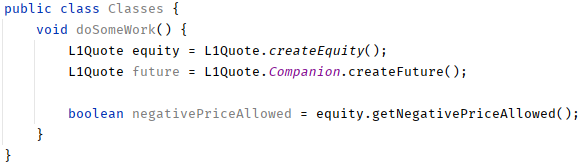 public class Classes {
    void doSomeWork() {
        L1Quote equity = L1Quote.createEquity();
        L1Quote future = L1Quote.Companion.createFuture();

        boolean negativePriceAllowed = equity.getNegativePriceAllowed();
    }
}